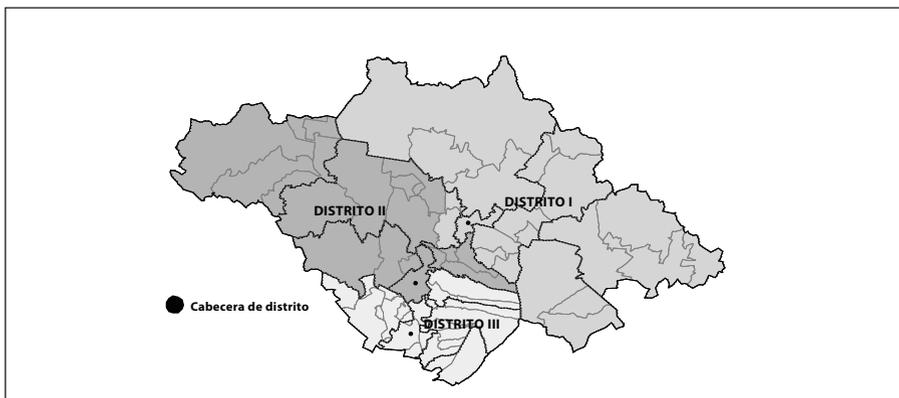 DISTRITO I
DISTRITO II
Cabecera de distrito
DISTRITO III